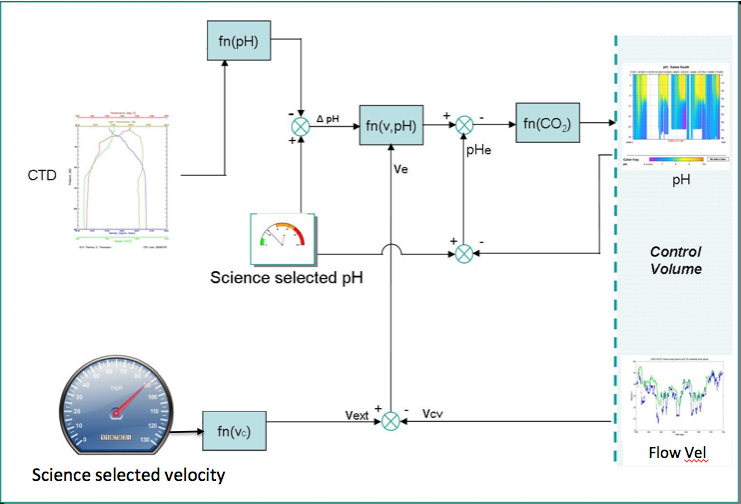 fn(pH)
CTD
Δ pH
fn(v,pH)
fn(CO2)
pHe
Ve
pH
Science selected pH
Control
Volume
mph
Vext
Vcv
fn(vc)
Flow Vel
Science selected velocity